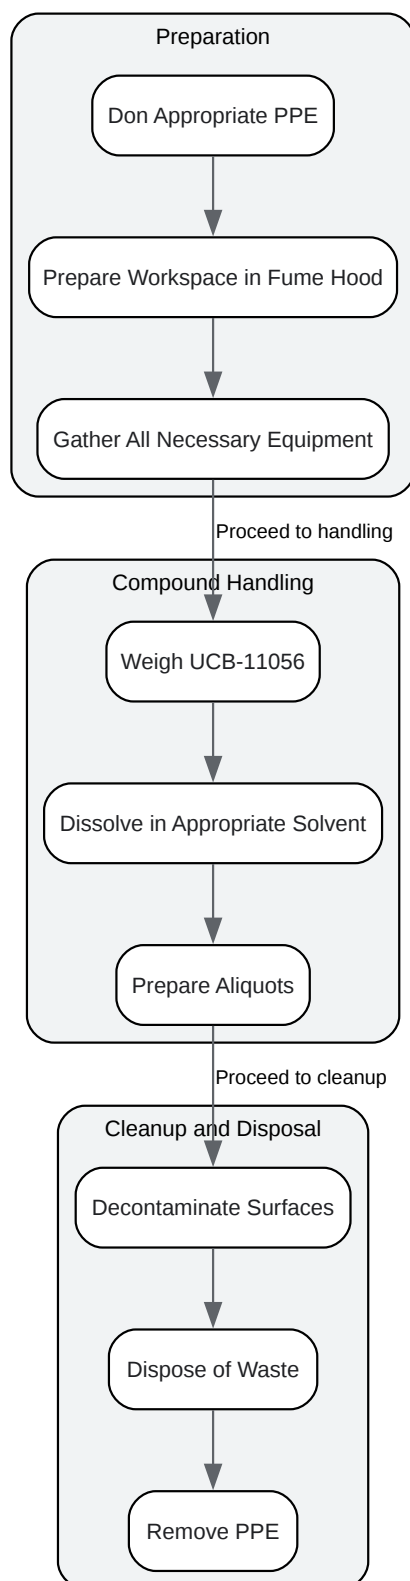 Preparation
Don Appropriate PPE
Prepare Workspace in Fume Hood
Gather All Necessary Equipment
Proceed to handling
Compound Handling
Weigh UCB-11056
Dissolve in Appropriate Solvent
Prepare Aliquots
Proceed to cleanup
Cleanup and Disposal
Decontaminate Surfaces
Dispose of Waste
Remove PPE